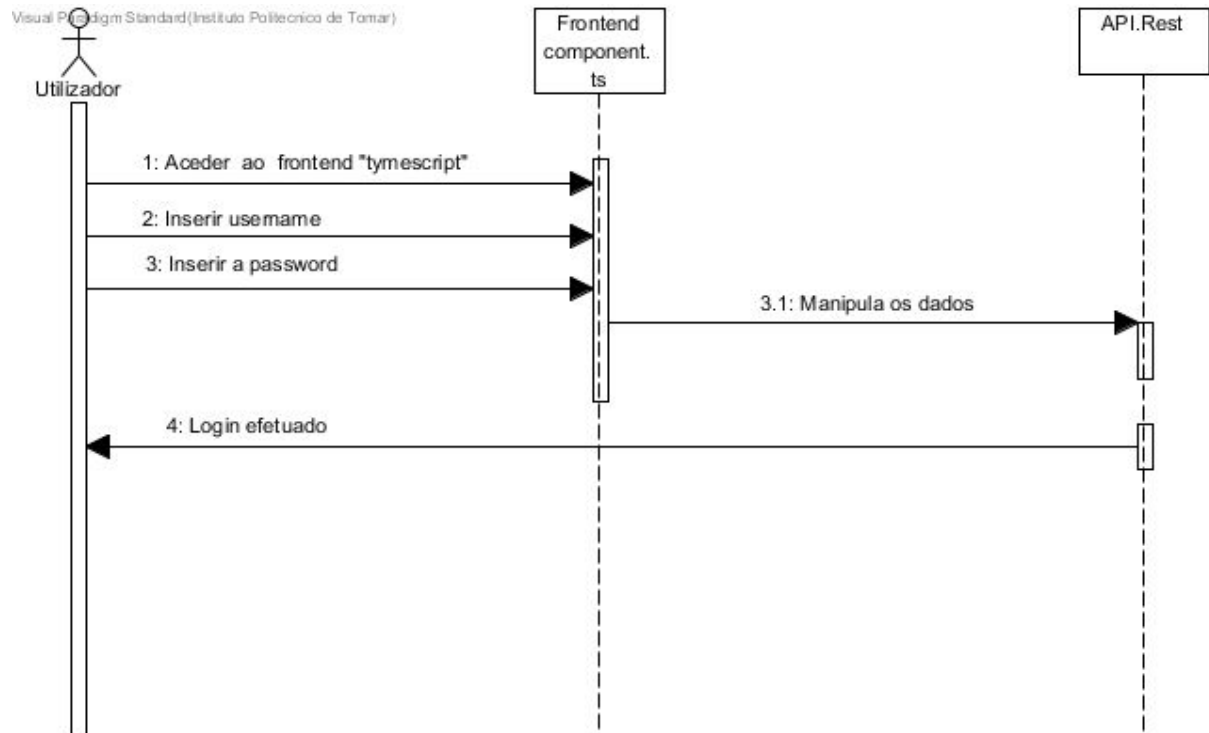 Visual Paradigm Standard(Instituto Politecnico de Tomar)
Utilizador
Frontend
component.
ts
API.Rest
1: Aceder ao frontend "tymescript"
2: Inserir username
3: Inserir a password
3.1: Manipula os dados
4: Login efetuado